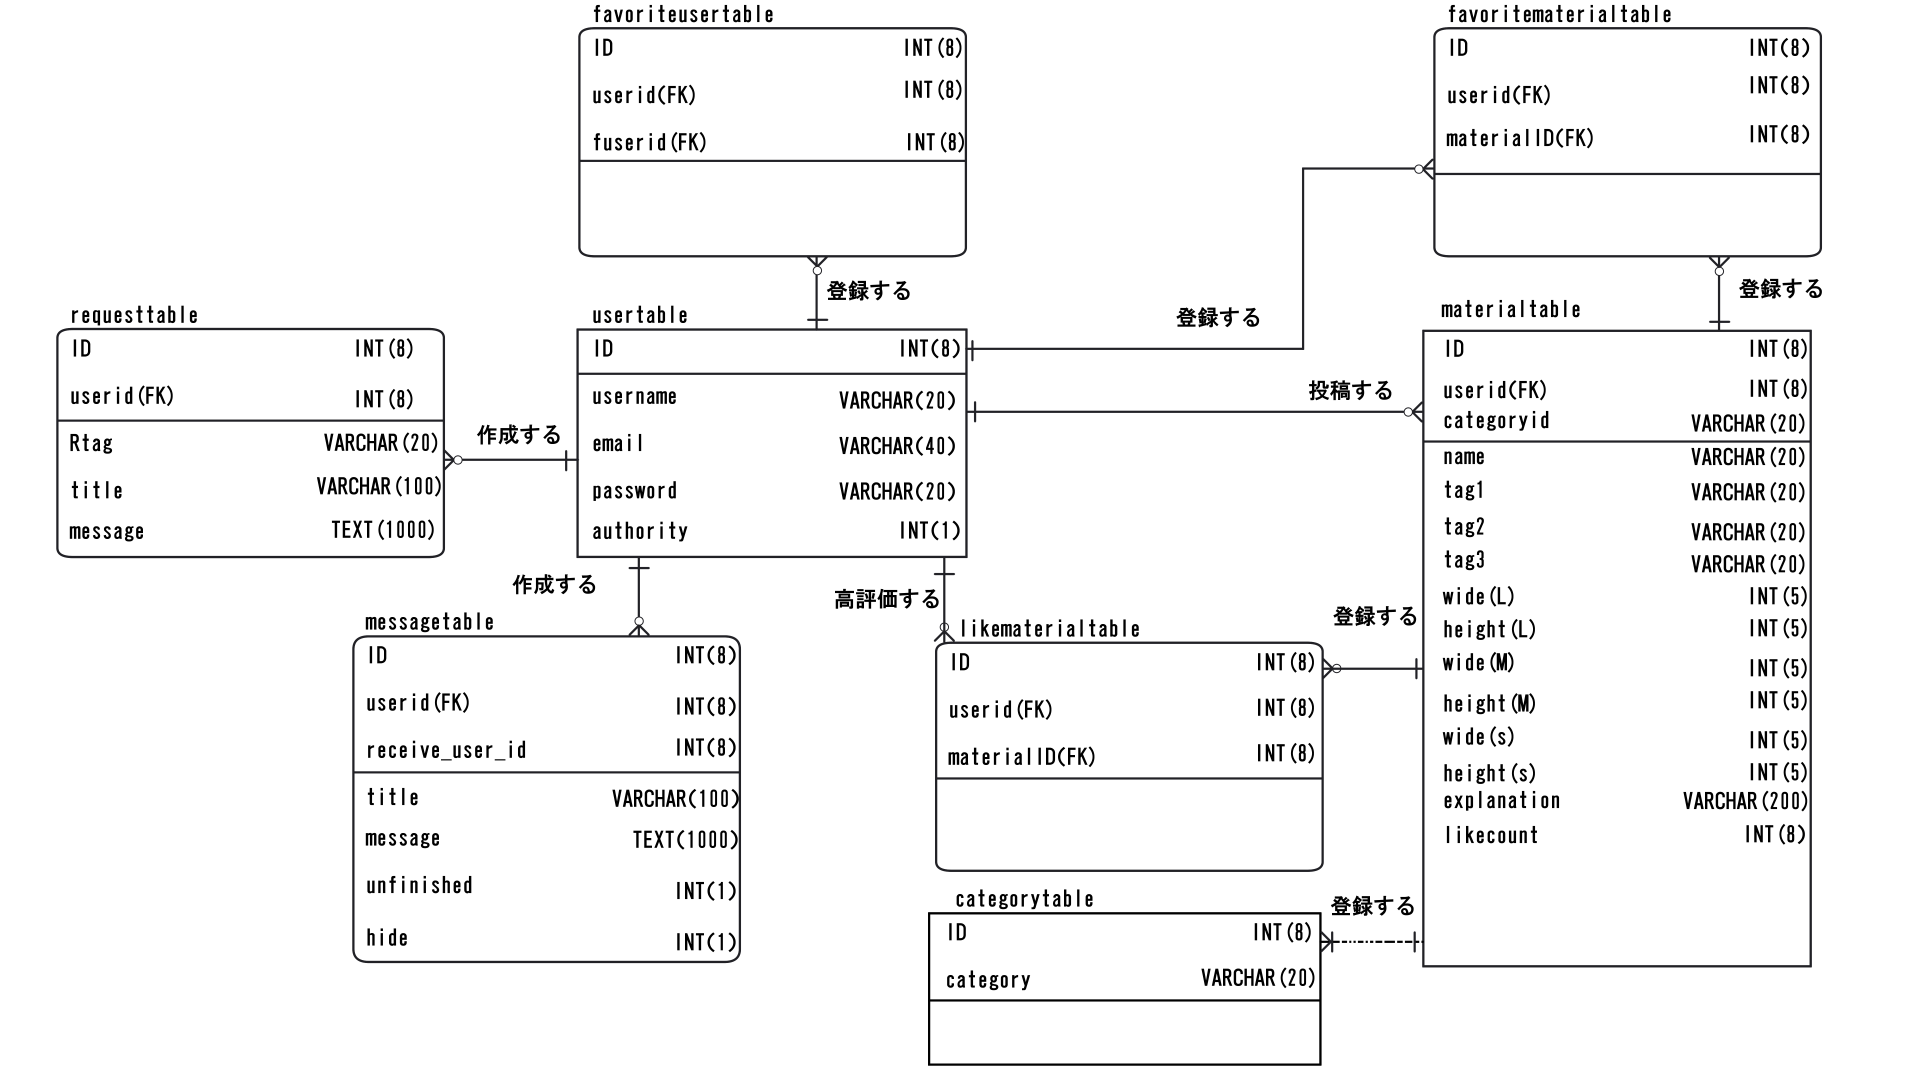 favoriteusertable
ID INT(8)
userid(FK) INT(8)
fuserid(FK) INT(8)
favoritematerialtable
ID INT(8)
userid(FK) INT(8)
materialID(FK) INT(8)
登録する
登録する
登録する
requesttable
ID INT(8)
userid(FK) INT(8)
Rtag VARCHAR(20)
title VARCHAR(100)
message TEXT(1000)
作成する
usertable
ID INT(8)
username VARCHAR(20)
email VARCHAR(40)
password VARCHAR(20)
authority INT(1)
投稿する
materialtable
ID INT(8)
userid(FK) INT(8)
categoryid VARCHAR(20)
name VARCHAR(20)
tag1 VARCHAR(20)
tag2 VARCHAR(20)
tag3 VARCHAR(20)
wide(L) INT(5)
height(L) INT(5)
wide(M) INT(5)
height(M) INT(5)
wide(s) INT(5)
height(s) INT(5)
explanation VARCHAR(200)
likecount INT(8)
作成する
高評価する
登録する
messagetable
ID INT(8)
userid(FK) INT(8)
receive_user_id INT(8)
title VARCHAR(100)
message TEXT(1000)
unfinished INT(1)
hide INT(1)
likematerialtable
ID INT(8)
userid(FK) INT(8)
materialID(FK) INT(8)
categorytable
ID INT(8)
category VARCHAR(20)
登録する